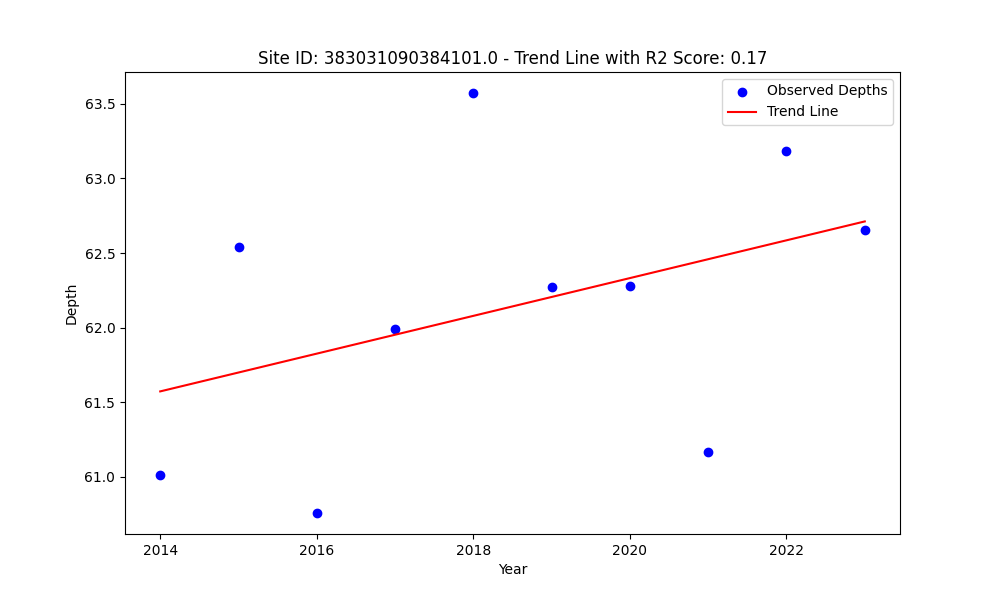 Site ID: 383031090384101.0 - Trend Line with R2 Score: 0.17
Observed Depths
Trend Line
63.5
63.0
62.5
62.0
61.5
61.0
Depth
2014
2016
2018
2020
2022
Year